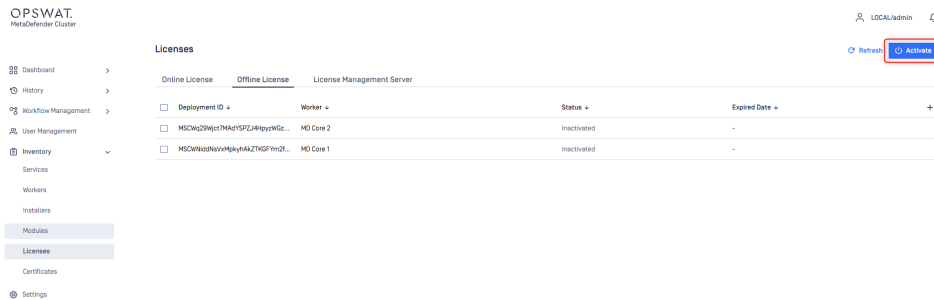 OPSWAT.
MetaDefender Cluster
LOCAL/admin
Licenses
Refresh
Activate
Dashboard
Online License
Offline License
License Management Server
History
Workflow Management
Deployment ID
Worker
Status
Expired Date
User Management
MD Core 2
Inactivated
-
Inventory
MD Core 1
Inactivated
-
Services
Workers
Installers
Modules
Licenses
Certificates
Settings